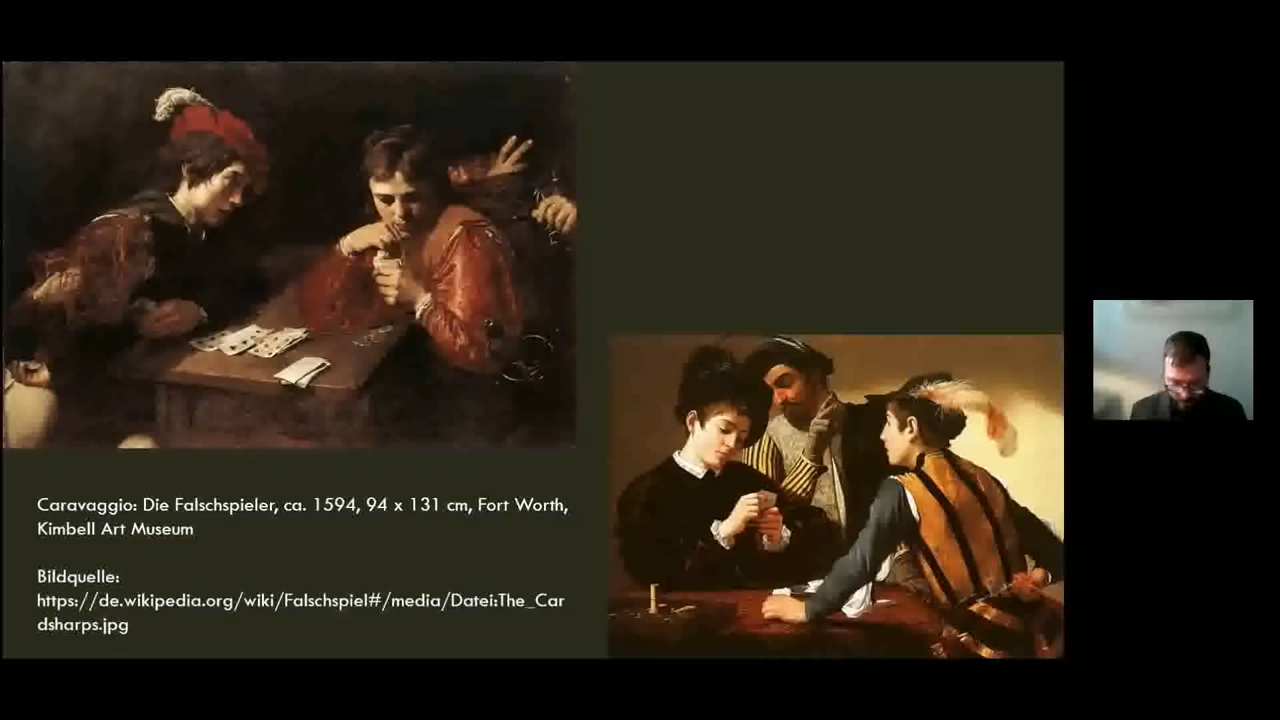 Caravaggio: Die Falschspieler, ca. 1594, 94 x 131 cm, Fort Worth,
Kimbell Art Museum
Bildquelle:
https://de.wikipedia.org/wiki/Falschspiel#/media/Datei:The_Car
dsharps.jpg